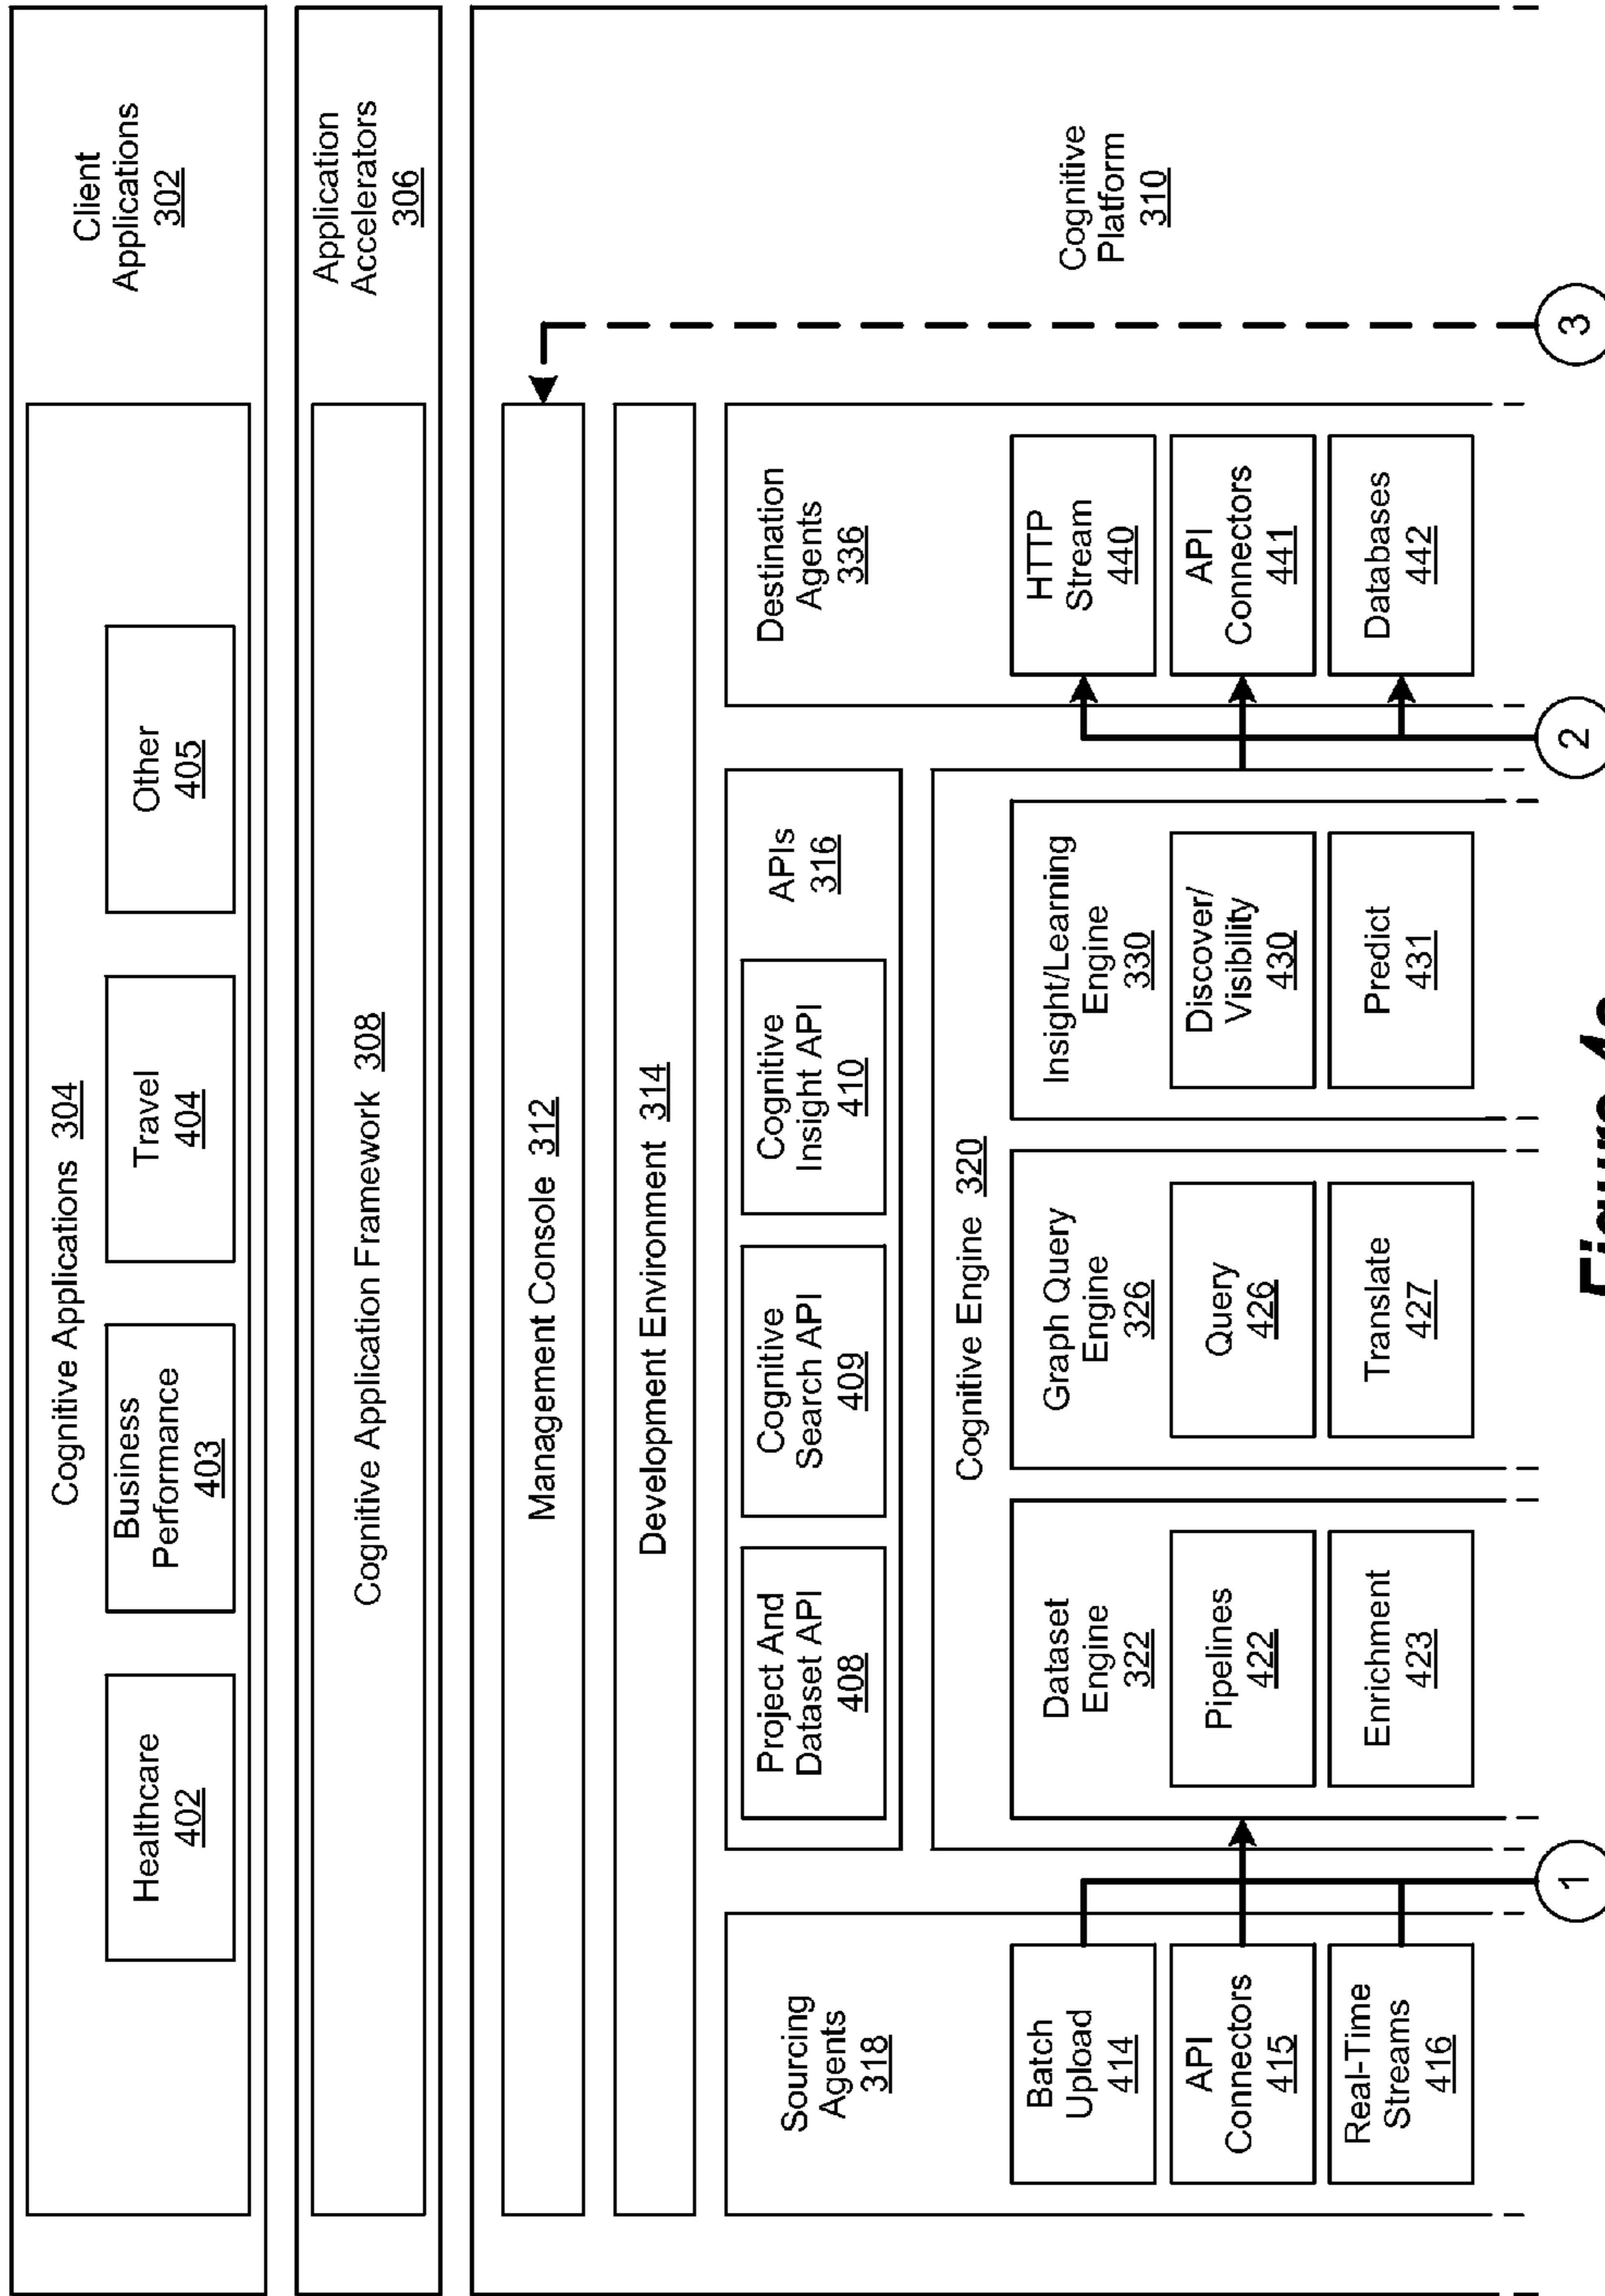 Client
Applications
302
Cognitive Applications 304
Healthcare
402
Business
Performance
403
Travel
404
Other
405
Application
Accelerators
306
Cognitive Application Framework 308
Cognitive
Platform
310
Management Console 312
Development Environment 314
Sourcing
Agents
318
Batch
Upload
414
API
Connectors
415
Real-Time
Streams
416
Project And
Dataset API
408
Cognitive
Search API
409
Cognitive
Insight API
410
APIs
316
Cognitive Engine 320
Dataset
Engine
322
Pipelines
422
Enrichment
423
Graph Query
Engine
326
Query
426
Translate
427
Insight/Learning
Engine
330
Discover/
Visibility
430
Predict
431
Destination
Agents
336
HTTP
Stream
440
API
Connectors
441
Databases
442
1
2
3
Figure